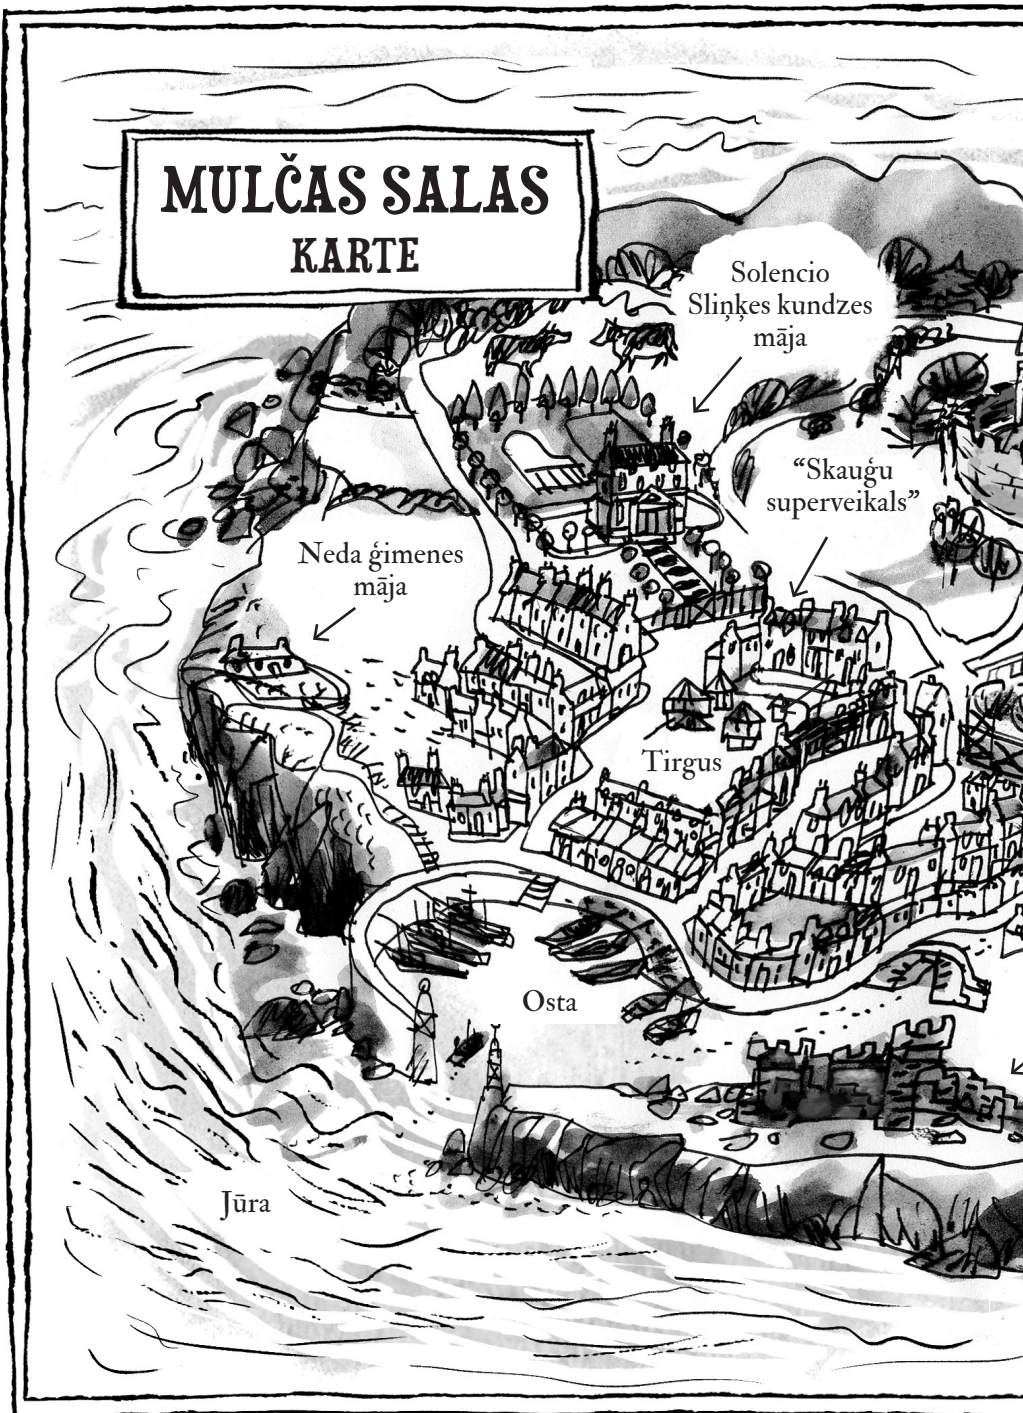 MULČAS SALAS
KARTE
Solencio
Sliņķes kundzes
māja
“Skauģu
superveikals”
Neda ģimenes
māja
Tirgus
Osta
Jūra